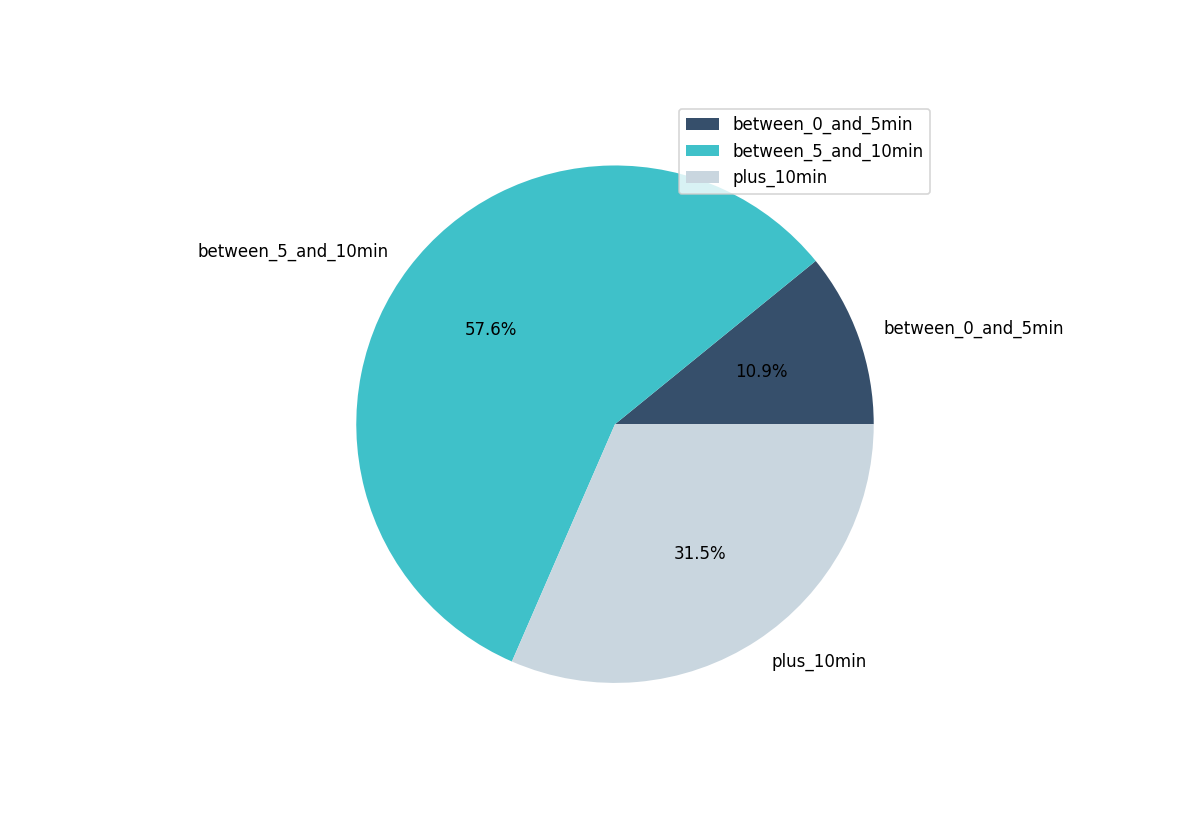 between_0_and_5min
between_5_and_10min
plus_10min
between_5_and_10min
between_0_and_5min
57.6%
10.9%
31.5%
plus_10min